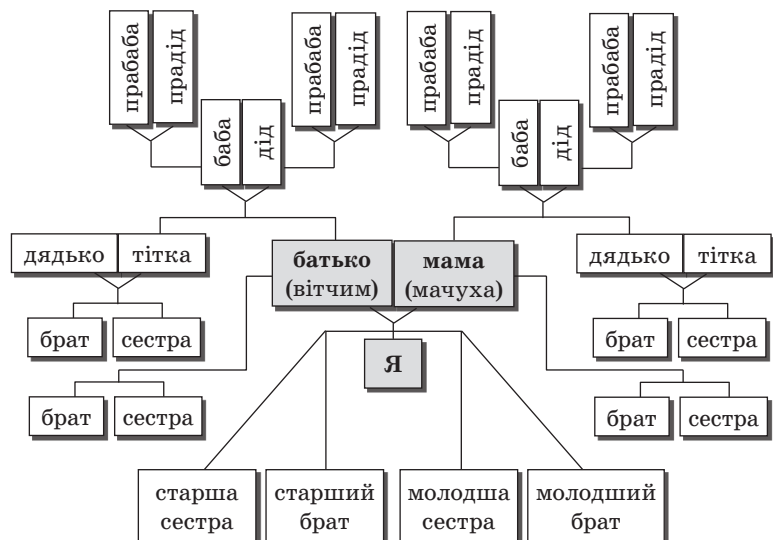 прабаба
прадід
прабаба
прадід
прабаба
прадід
прабаба
прадід
баба
дід
баба
дід
дядько
тітка
батько
(вітчим)
мама
(мачуха)
дядько
тітка
брат
сестра
Я
брат
сестра
брат
сестра
брат
сестра
старша
сестра
старший
брат
молодша
сестра
молодший
брат